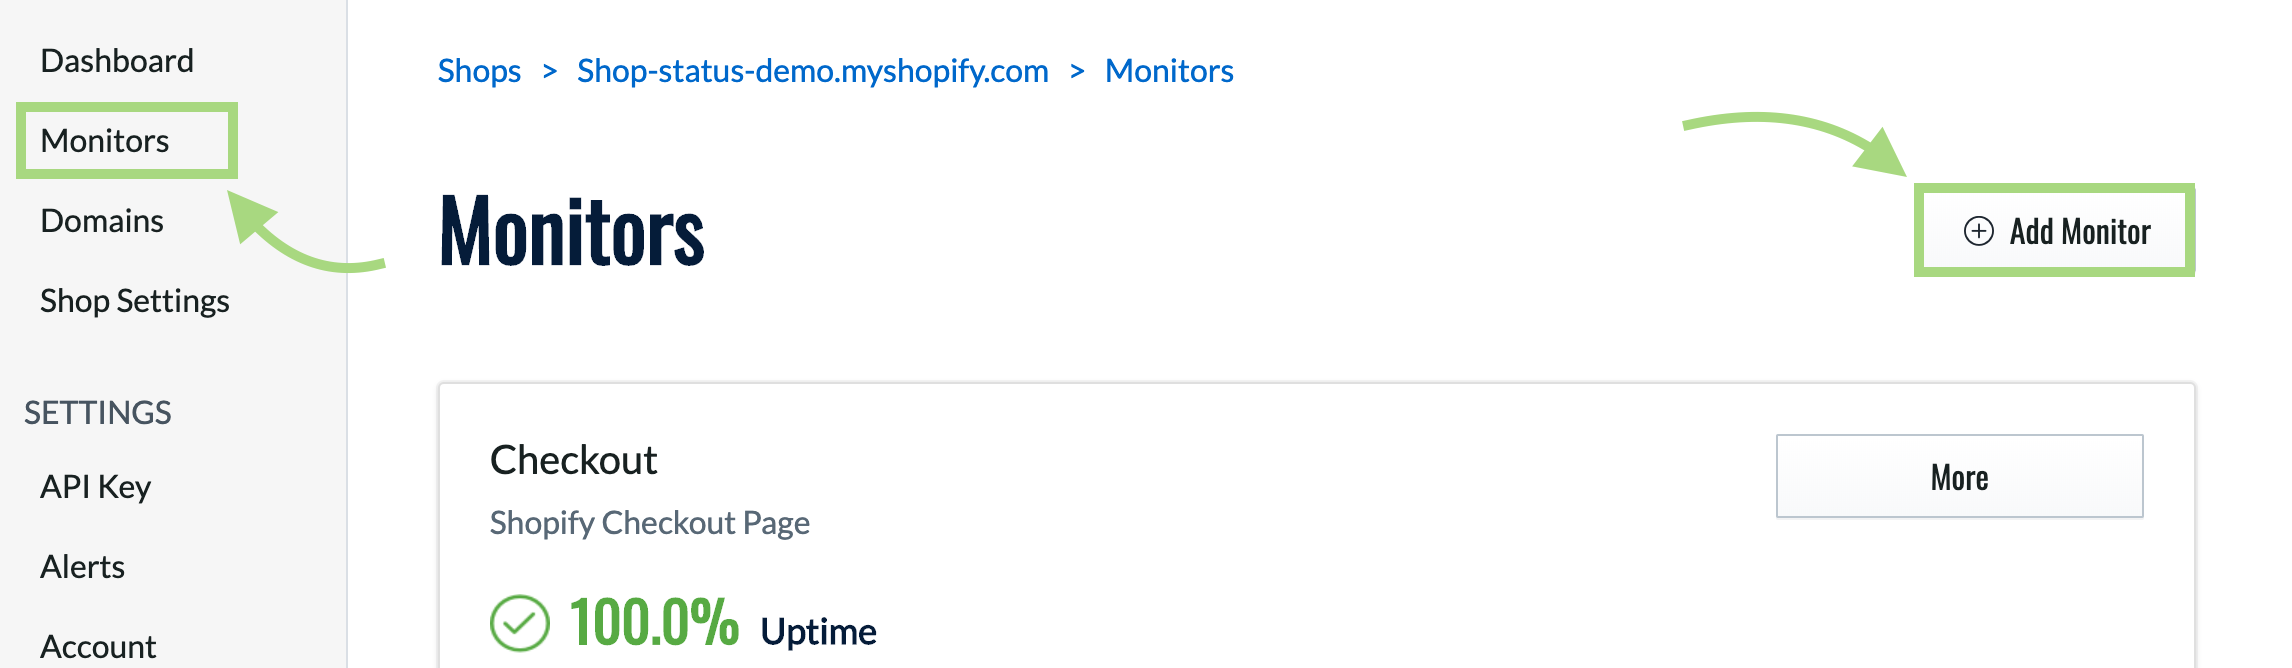 Dashboard
Monitors
Domains
Shop Settings
SETTINGS
API Key
Alerts
Account
Shops > Shop-status-demo.myshopify.com > Monitors
Monitors
Add Monitor
Checkout
More
Shopify Checkout Page
100.0% Uptime